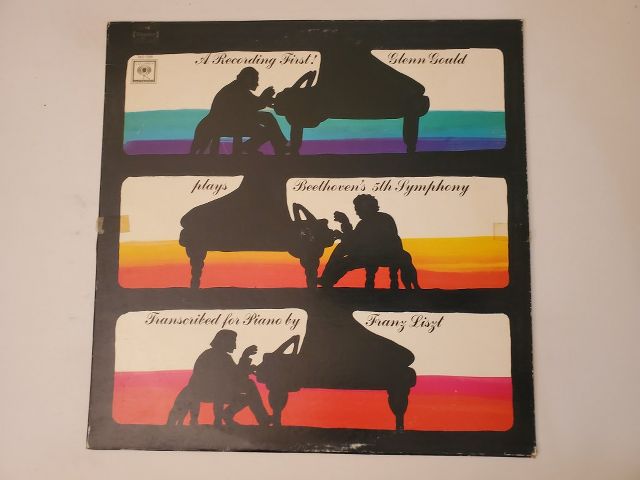 A Recording First! Glenn Gould
plays Beethoven's 5th Symphony
Transcribed for Piano by Franz Liszt